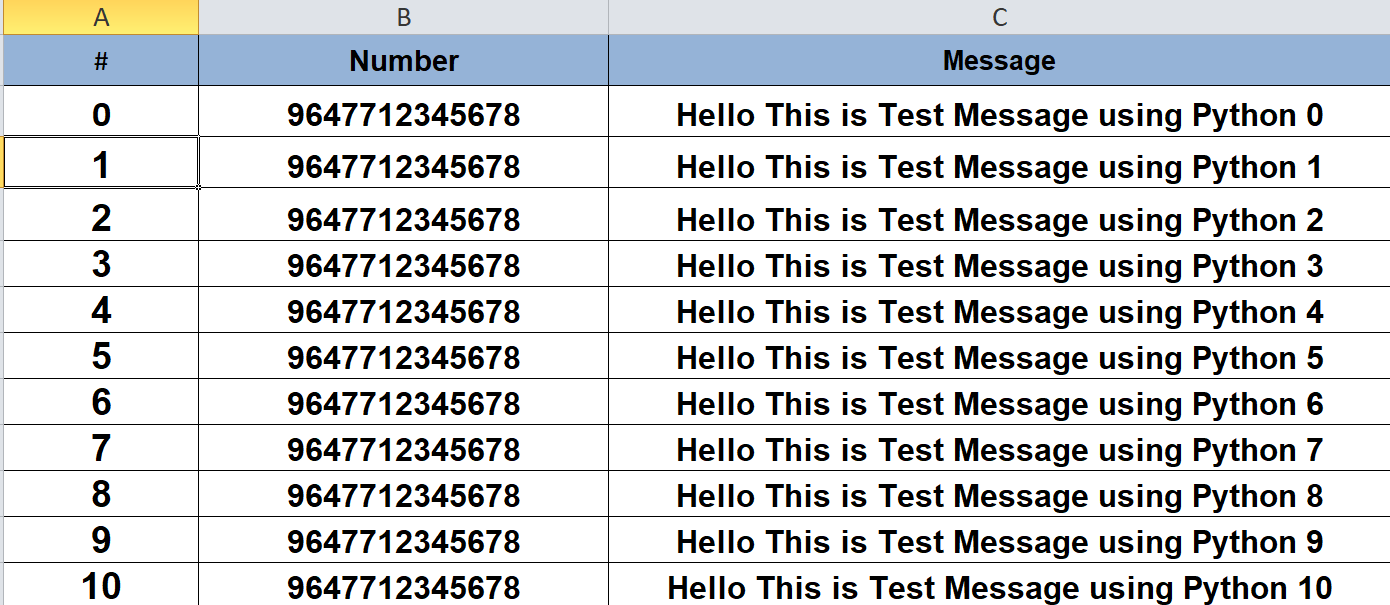 A B C
# Number Message
0 9647712345678 Hello This is Test Message using Python 0
1 9647712345678 Hello This is Test Message using Python 1
2 9647712345678 Hello This is Test Message using Python 2
3 9647712345678 Hello This is Test Message using Python 3
4 9647712345678 Hello This is Test Message using Python 4
5 9647712345678 Hello This is Test Message using Python 5
6 9647712345678 Hello This is Test Message using Python 6
7 9647712345678 Hello This is Test Message using Python 7
8 9647712345678 Hello This is Test Message using Python 8
9 9647712345678 Hello This is Test Message using Python 9
10 9647712345678 Hello This is Test Message using Python 10